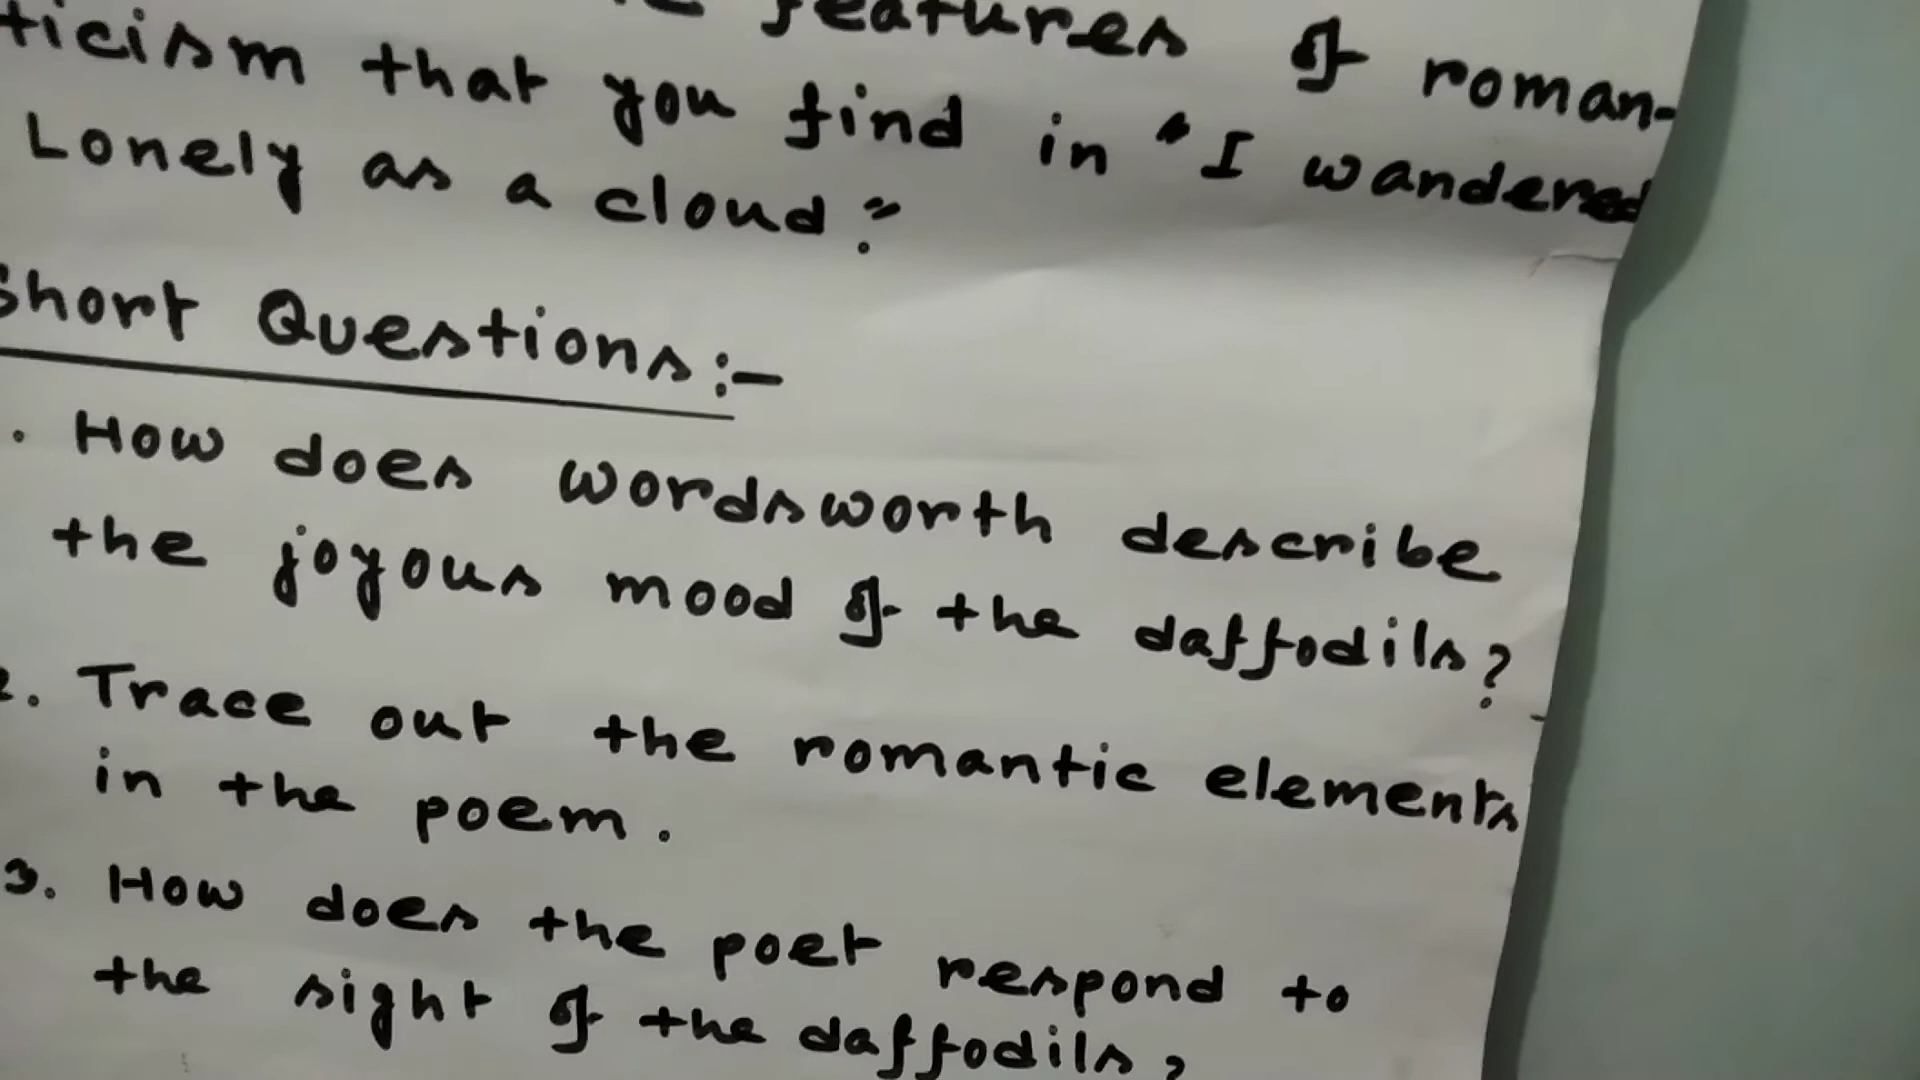 features of roman-
ticism that you find in "I wandered
Lonely as a cloud?"
Short Questions:-
. How does wordsworth describe
the joyous mood of the daffodils?
2. Trace out the romantic elements
in the poem.
3. How does the poet respond to
the sight of the daffodils?